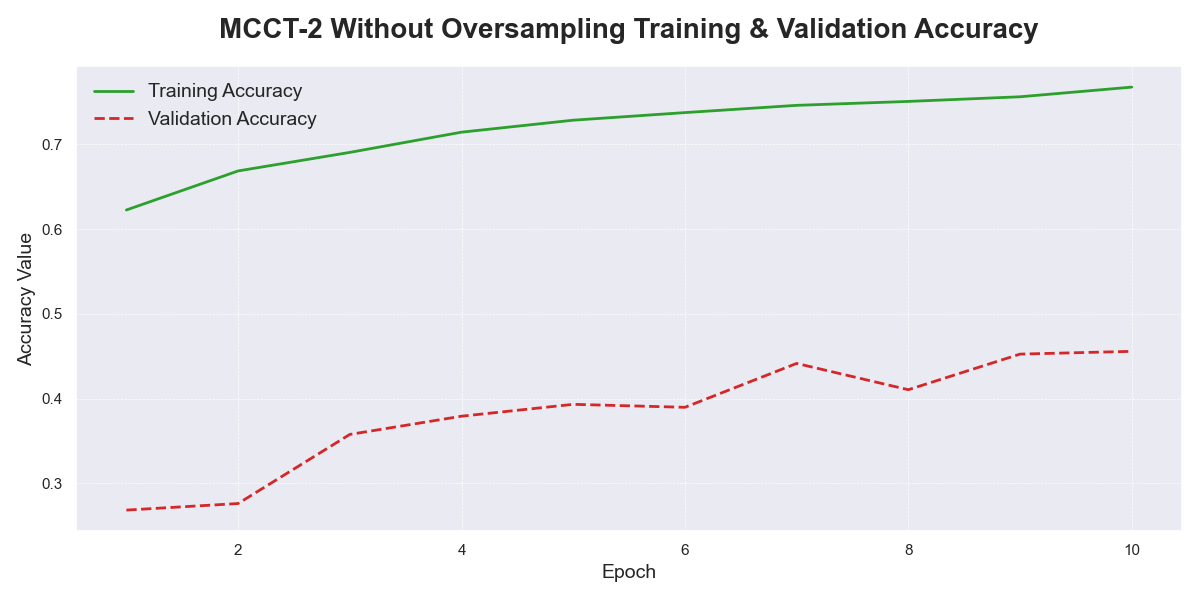 MCCT-2 Without Oversampling Training & Validation Accuracy
Training Accuracy
Validation Accuracy
0.7
0.6
0.5
0.4
0.3
Accuracy Value
2 4 6 8 10
Epoch